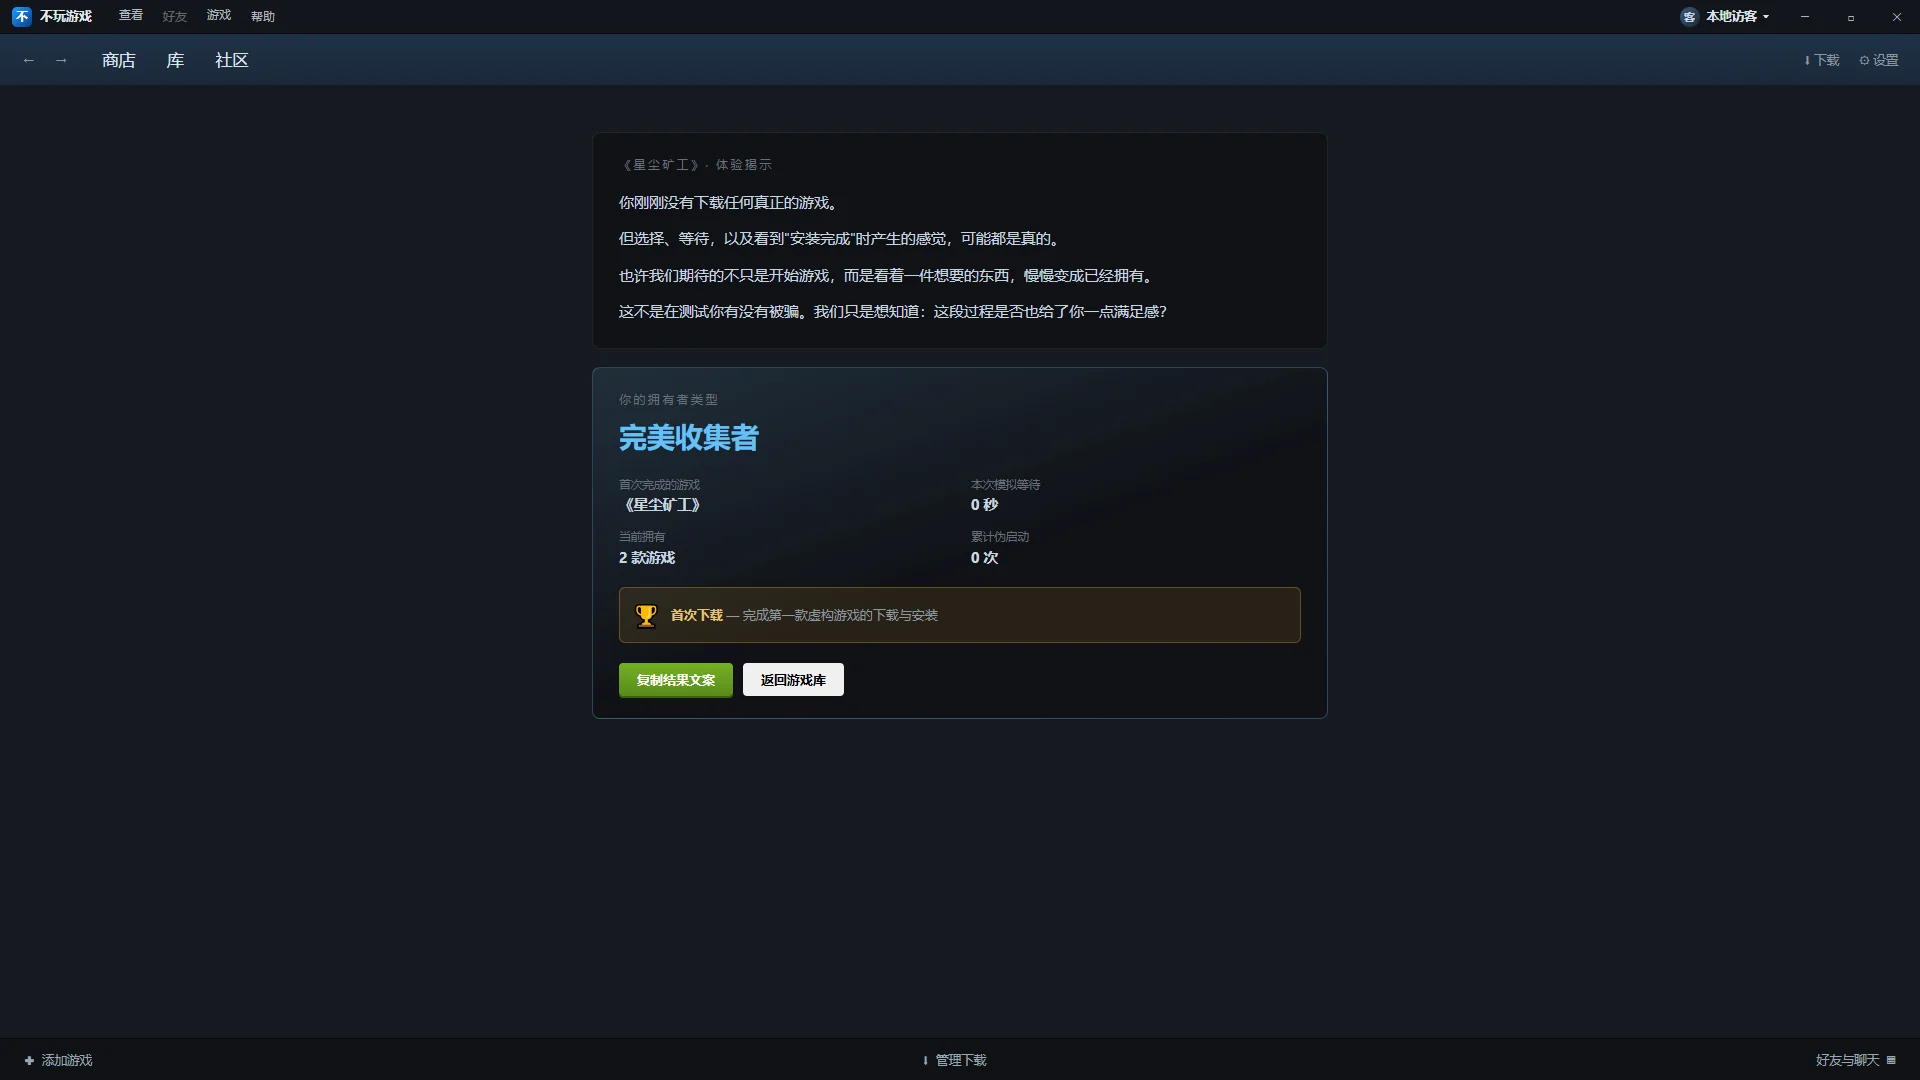 不 不玩游戏 查看 好友 游戏 帮助 客 本地访客
← → 商店 库 社区 下载 设置
《星尘矿工》· 体验揭示
你刚刚没有下载任何真正的游戏。
但选择、等待，以及看到"安装完成"时产生的感觉，可能都是真的。
也许我们期待的不只是开始游戏，而是看着一件想要的东西，慢慢变成已经拥有。
这不是在测试你有没有被骗。我们只是想知道：这段过程是否也给了你一点满足感？
你的拥有者类型
完美收集者
首次完成的游戏 本次模拟等待
《星尘矿工》 0 秒
当前拥有 累计伪启动
2 款游戏 0 次
首次下载 — 完成第一款虚构游戏的下载与安装
复制结果文案 返回游戏库
添加游戏 管理下载 好友与聊天